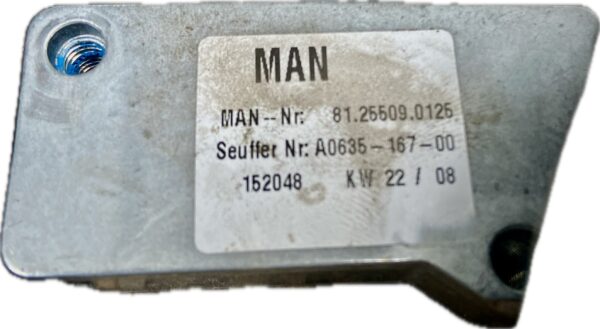 MAN
MAN--Nr: 81.25509.0125
Seuffer Nr: A0635-167-00
152048 KW 22 / 08